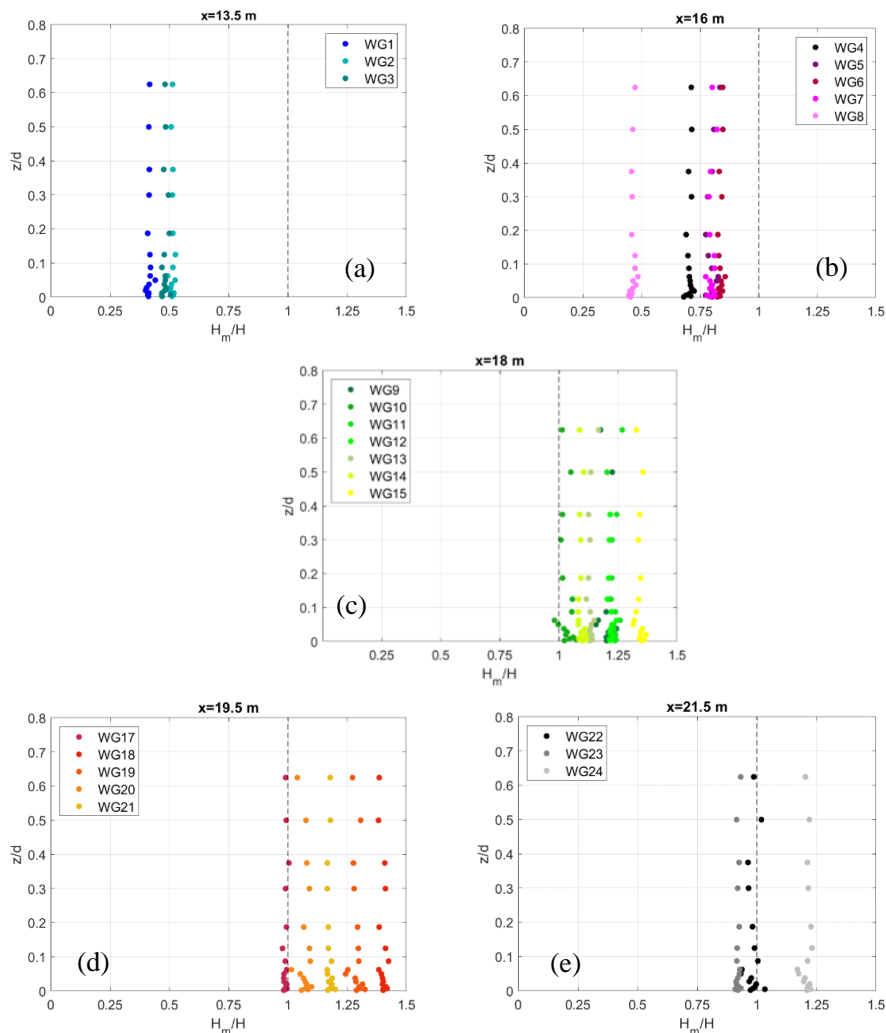 x=13.5 m
0.8
0.7
0.6
0.5
0.4
0.3
0.2
0.1
0
z/d
WG1
WG2
WG3
(a)
0 0.25 0.5 0.75 1 1.25 1.5
H_m/H
x=16 m
0.8
0.7
0.6
0.5
0.4
0.3
0.2
0.1
0
z/d
WG4
WG5
WG6
WG7
WG8
(b)
0.25 0.5 0.75 1 1.25 1.5
H_m/H
x=18 m
0.8
0.7
0.6
0.5
0.4
0.3
0.2
0.1
0
z/d
WG9
WG10
WG11
WG12
WG13
WG14
WG15
(c)
0.25 0.5 0.75 1 1.25 1.5
H_m/H
x=19.5 m
0.8
0.7
0.6
0.5
0.4
0.3
0.2
0.1
0
z/d
WG17
WG18
WG19
WG20
WG21
(d)
0 0.25 0.5 0.75 1 1.25 1.5
H_m/H
x=21.5 m
0.8
0.7
0.6
0.5
0.4
0.3
0.2
0.1
0
z/d
WG22
WG23
WG24
(e)
0 0.25 0.5 0.75 1 1.25 1.5
H_m/H